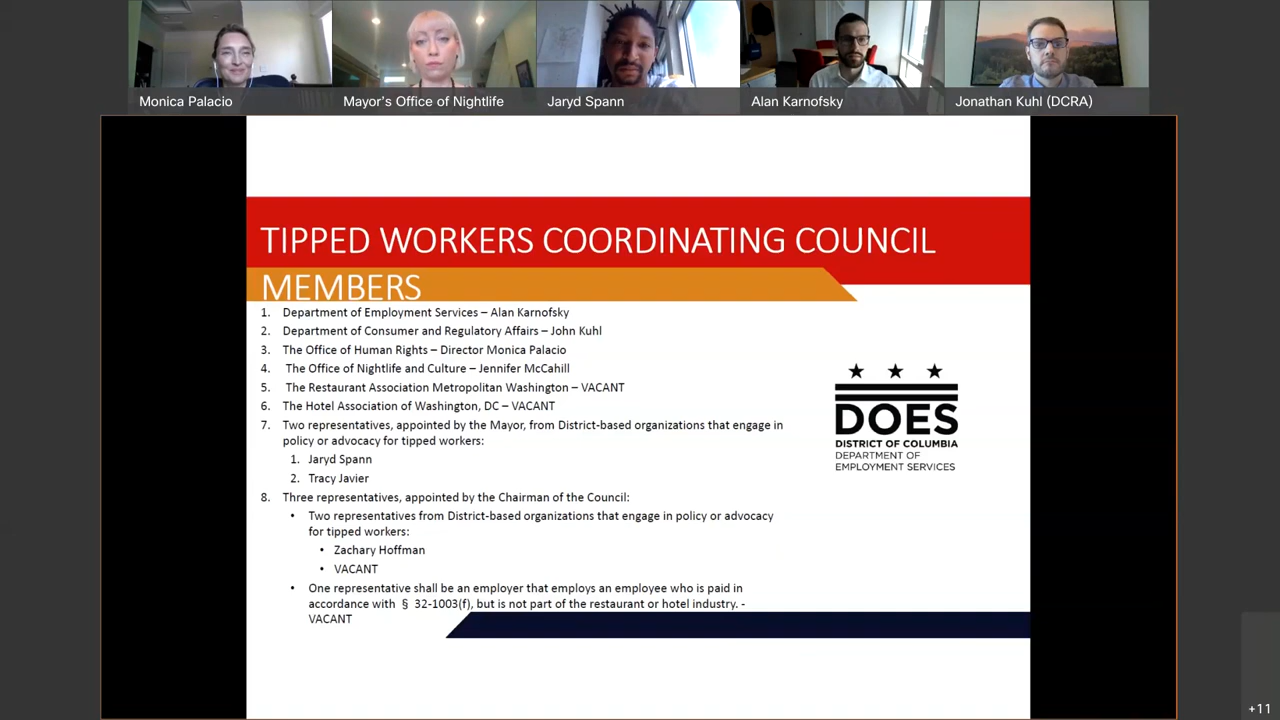 Monica Palacio
Mayor's Office of Nightlife
Jaryd Spann
Alan Karnofsky
Jonathan Kuhl (DCRA)
TIPPED WORKERS COORDINATING COUNCIL
MEMBERS
1. Department of Employment Services – Alan Karnofsky
2. Department of Consumer and Regulatory Affairs – John Kuhl
3. The Office of Human Rights – Director Monica Palacio
4. The Office of Nightlife and Culture – Jennifer McCahill
5. The Restaurant Association Metropolitan Washington – VACANT
6. The Hotel Association of Washington, DC – VACANT
7. Two representatives, appointed by the Mayor, from District-based organizations that engage in
policy or advocacy for tipped workers:
1. Jaryd Spann
2. Tracy Javier
8. Three representatives, appointed by the Chairman of the Council:
• Two representatives from District-based organizations that engage in policy or advocacy
for tipped workers:
• Zachary Hoffman
• VACANT
• One representative shall be an employer that employs an employee who is paid in
accordance with § 32-1003(f), but is not part of the restaurant or hotel industry. -
VACANT
DOES
DISTRICT OF COLUMBIA
DEPARTMENT OF
EMPLOYMENT SERVICES
+11